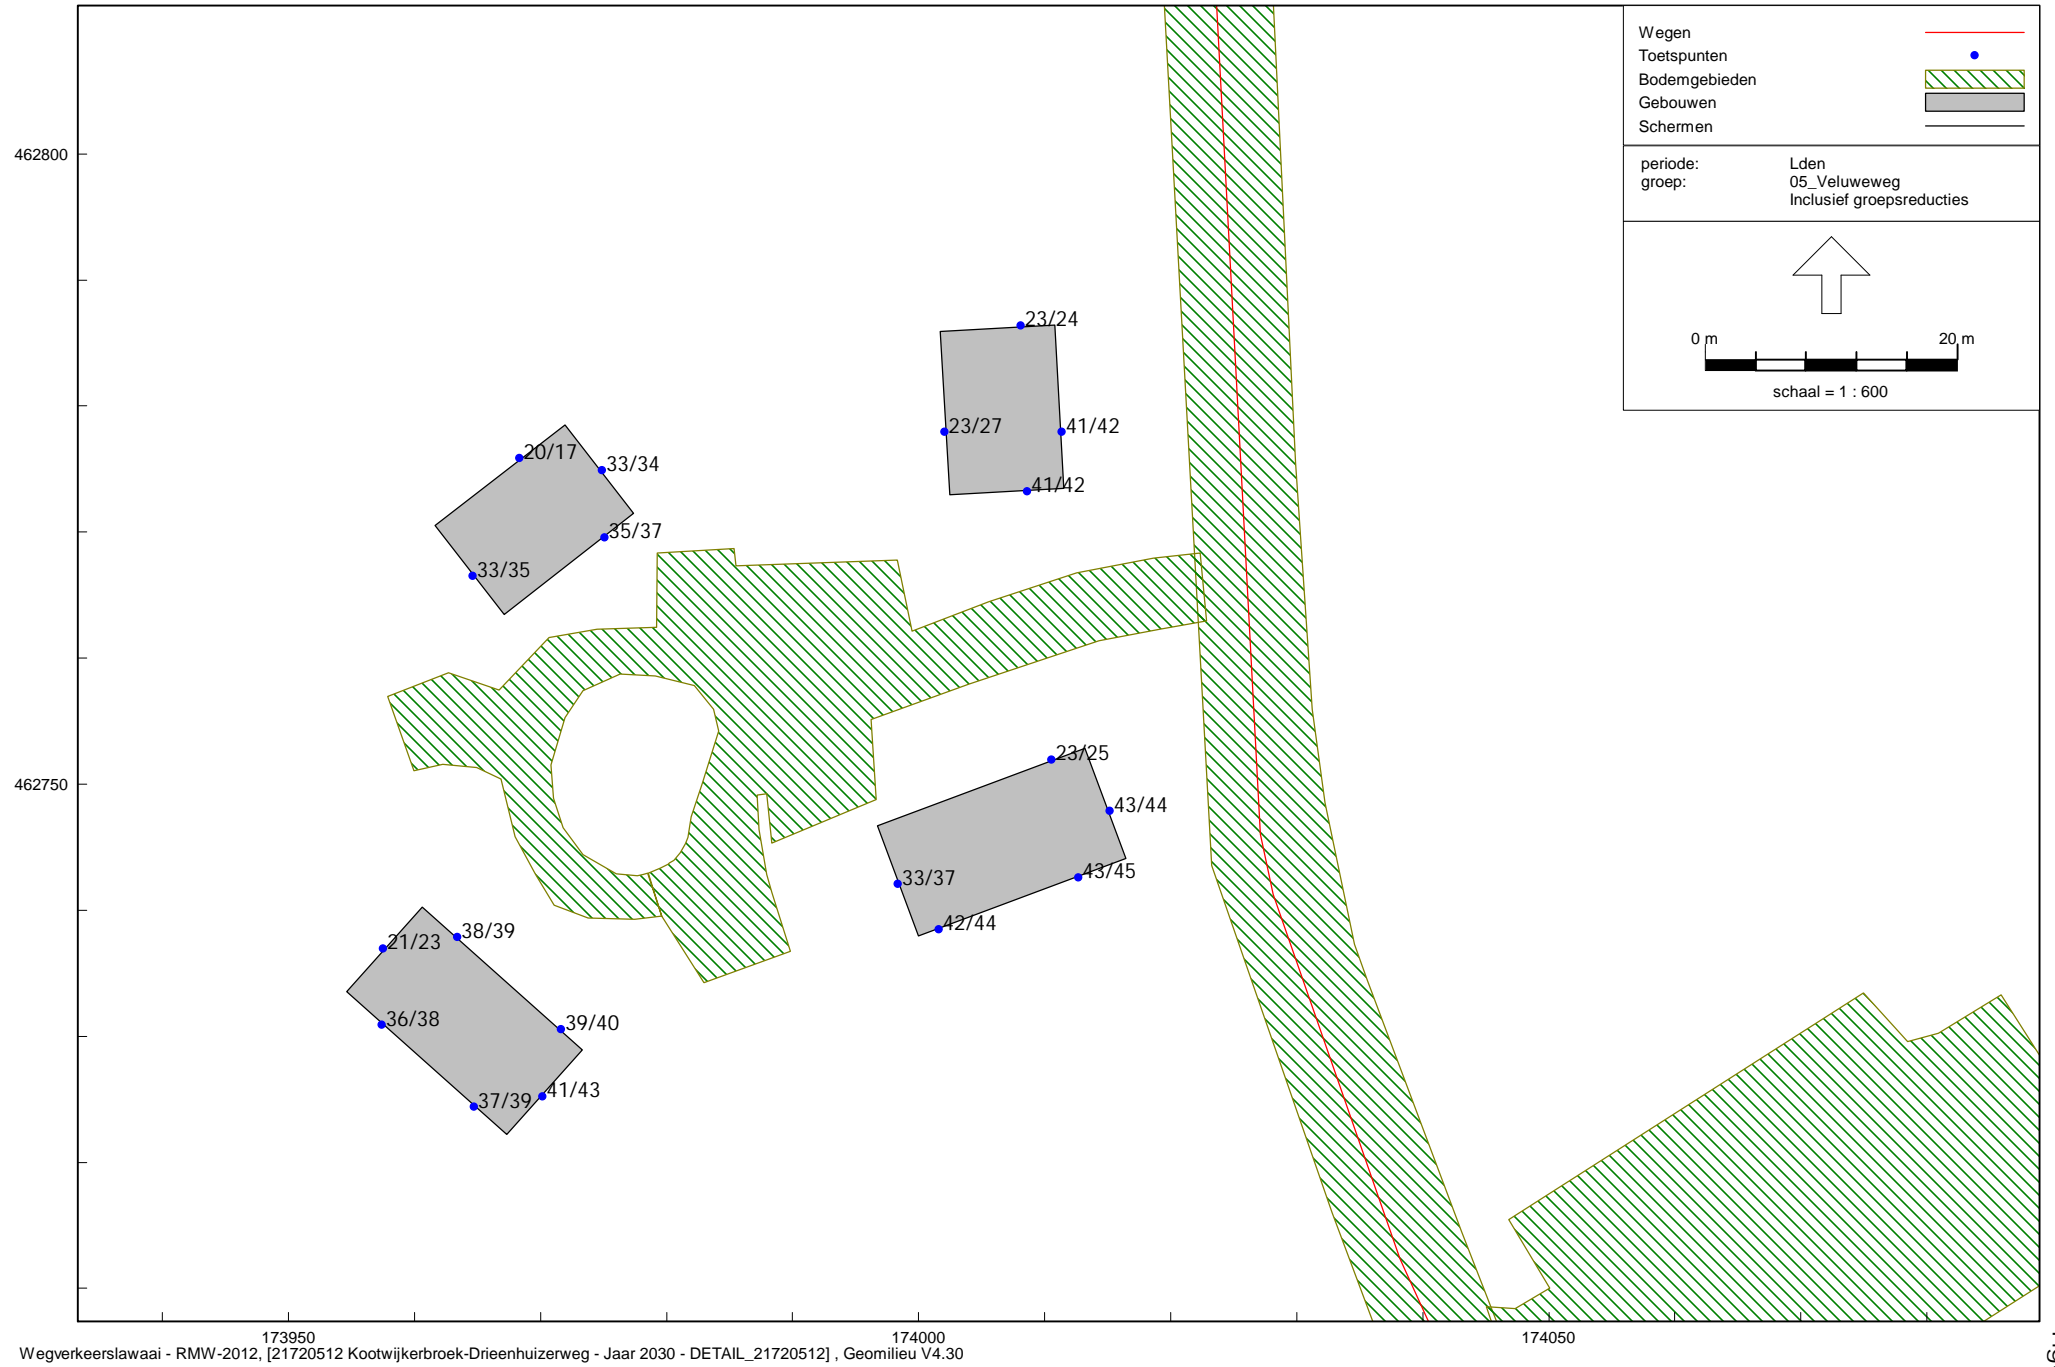 Wegen
Toetspunten
Bodemgebieden
Gebouwen
Schermen
periode: Lden
groep: 05_Veluweweg
Inclusief groepsreducties
0 m 20 m
schaal = 1 : 600
462800
23/24
23/27 41/42
20/17
33/34
41/42
35/37
33/35
462750
23/25
43/44
33/37 43/45
42/44
38/39
21/23
36/38 39/40
41/43
37/39
173950 174000 174050
Wegverkeerslawaai - RMW-2012, [21720512 Kootwijkerbroek-Drieenhuizerweg - Jaar 2030 - DETAIL_21720512] , Geomilieu V4.30